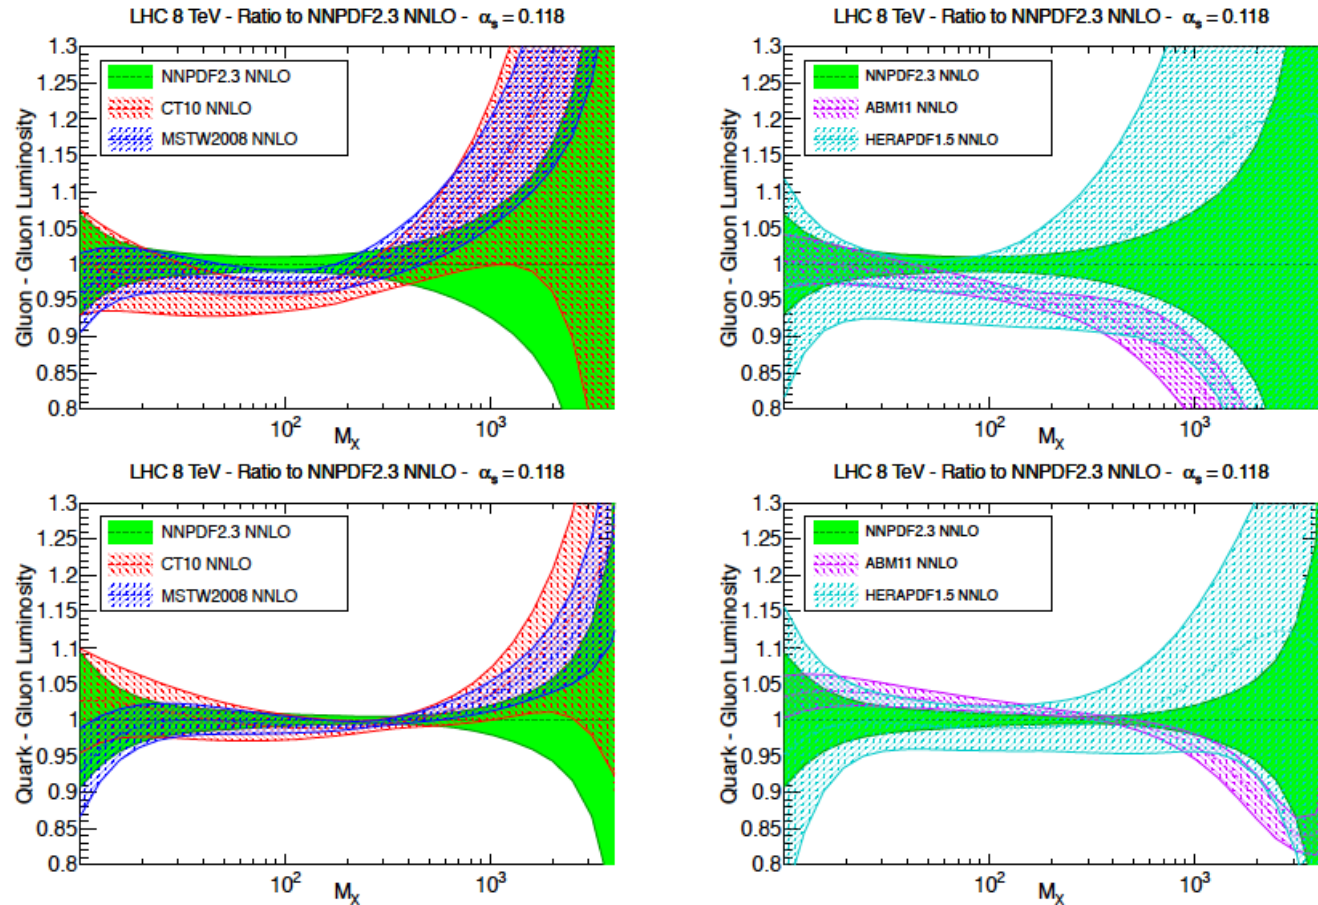 LHC 8 TeV - Ratio to NNPDF2.3 NNLO - αs = 0.118
Gluon - Gluon Luminosity
1.3
1.25
1.2
1.15
1.1
1.05
1
0.95
0.9
0.85
0.8
NNPDF2.3 NNLO
CT10 NNLO
MSTW2008 NNLO
10²
10³
MX
LHC 8 TeV - Ratio to NNPDF2.3 NNLO - αs = 0.118
Gluon - Gluon Luminosity
1.3
1.25
1.2
1.15
1.1
1.05
1
0.95
0.9
0.85
0.8
NNPDF2.3 NNLO
ABM11 NNLO
HERAPDF1.5 NNLO
10²
10³
MX
LHC 8 TeV - Ratio to NNPDF2.3 NNLO - αs = 0.118
Quark - Gluon Luminosity
1.3
1.25
1.2
1.15
1.1
1.05
1
0.95
0.9
0.85
0.8
NNPDF2.3 NNLO
CT10 NNLO
MSTW2008 NNLO
10²
10³
MX
LHC 8 TeV - Ratio to NNPDF2.3 NNLO - αs = 0.118
Quark - Gluon Luminosity
1.3
1.25
1.2
1.15
1.1
1.05
1
0.95
0.9
0.85
0.8
NNPDF2.3 NNLO
ABM11 NNLO
HERAPDF1.5 NNLO
10²
10³
MX